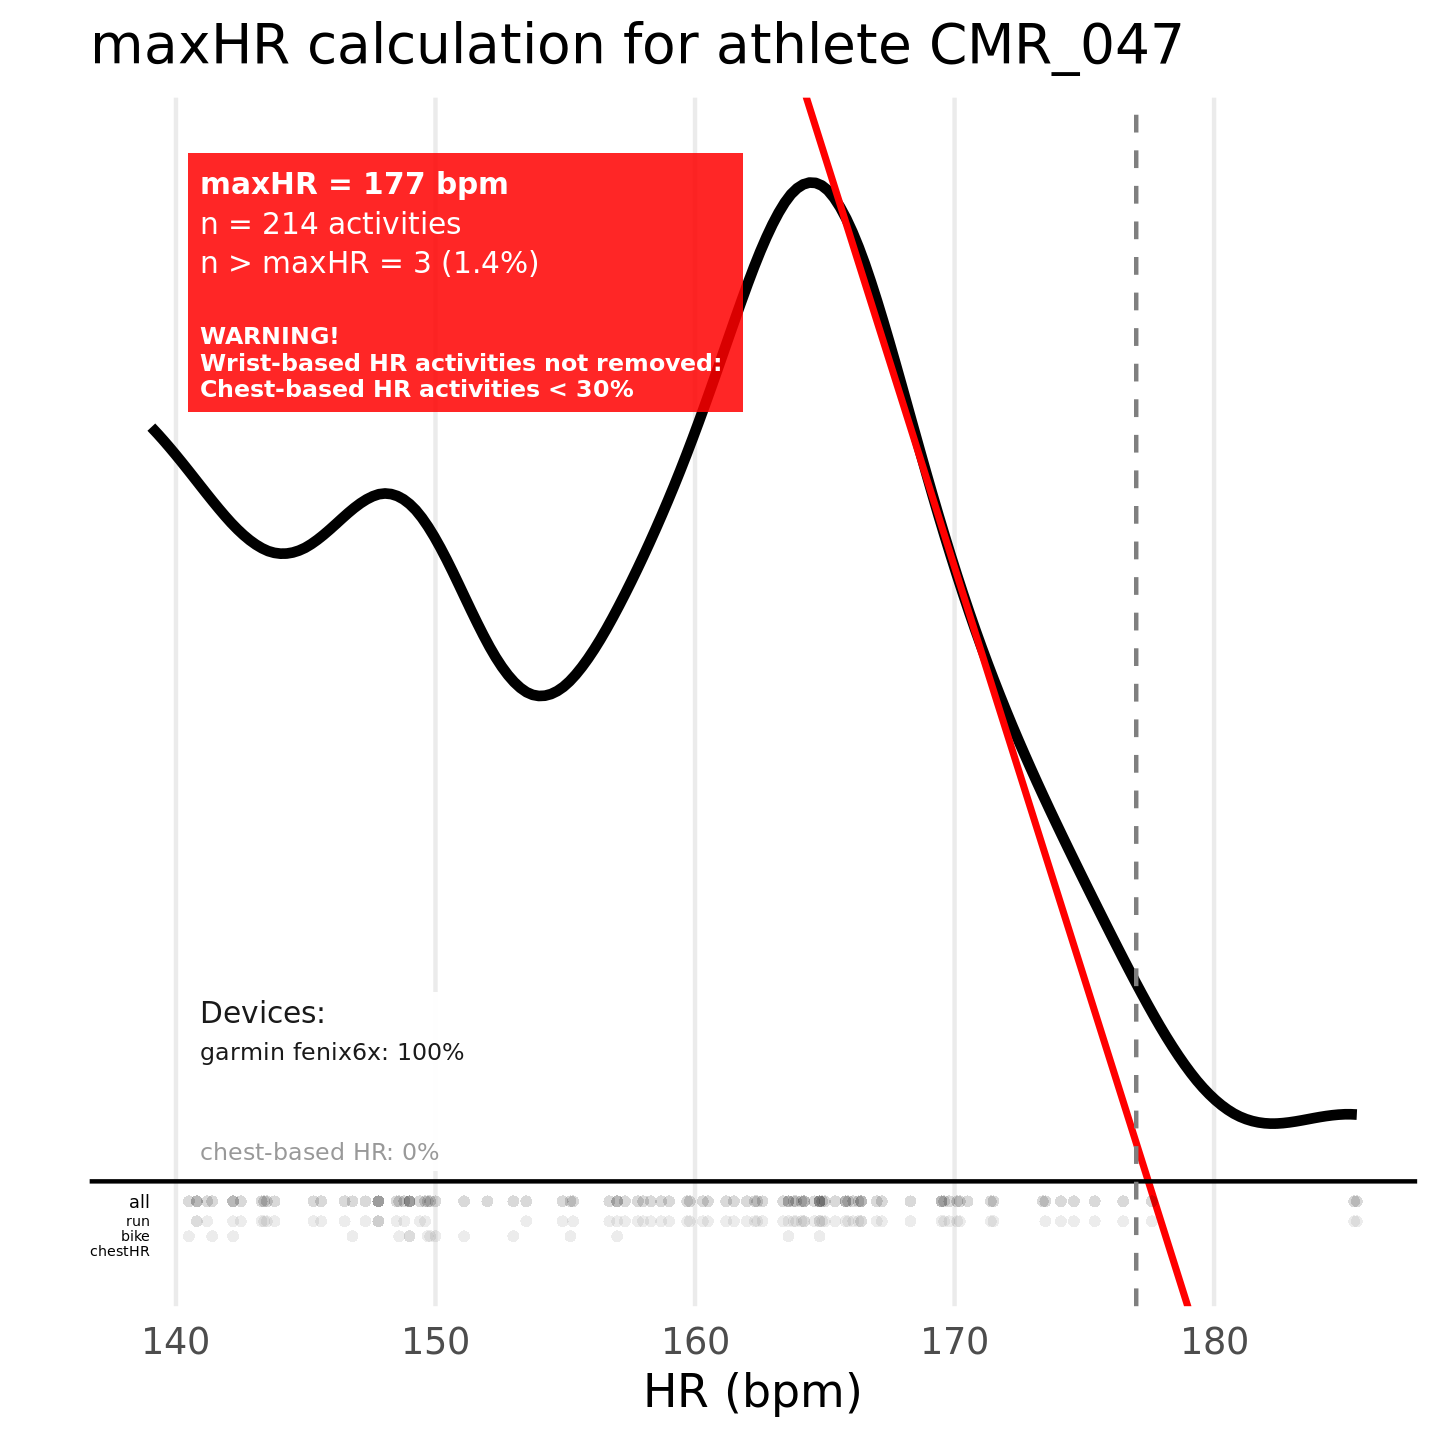 maxHR calculation for athlete CMR_047
maxHR = 177 bpm
n = 214 activities
n > maxHR = 3 (1.4%)
WARNING!
Wrist-based HR activities not removed:
Chest-based HR activities < 30%
Devices:
garmin fenix6x: 100%
chest-based HR: 0%
all
run
bike
chestHR
140 150 160 170 180
HR (bpm)